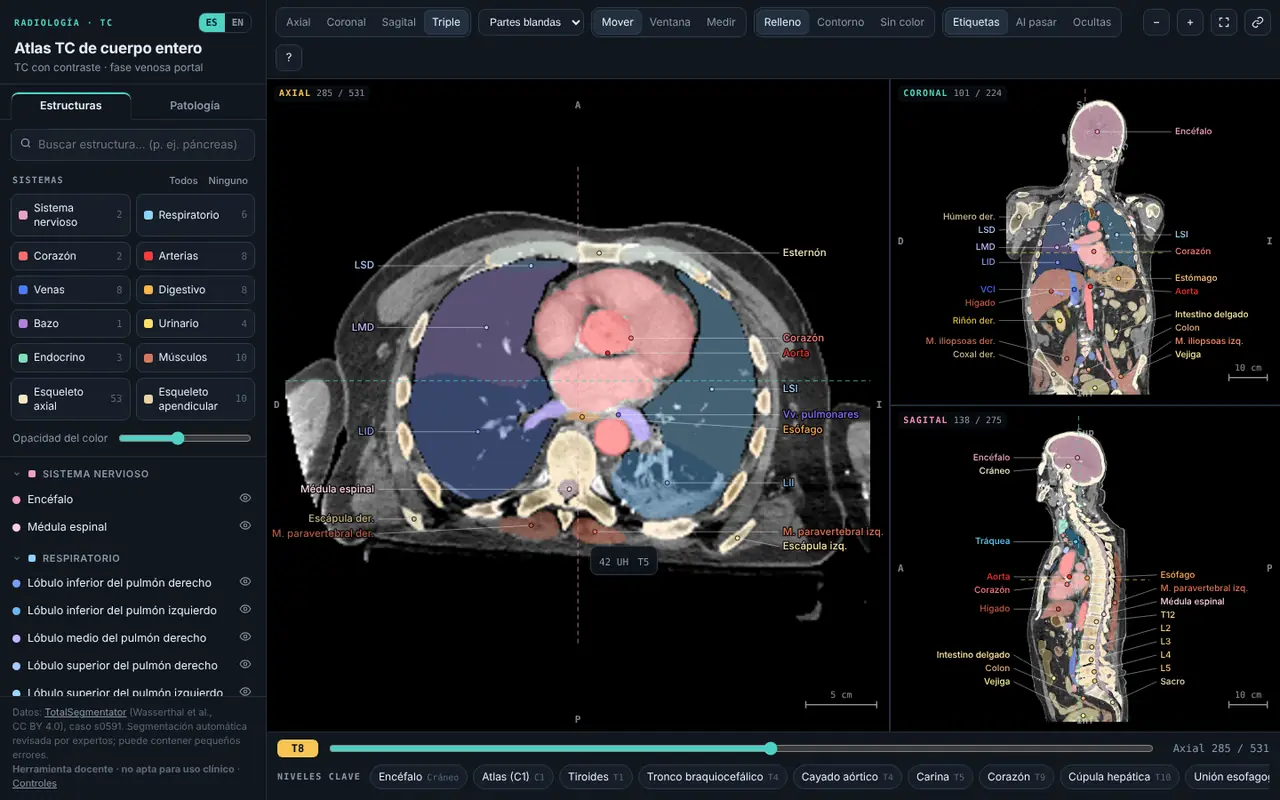 RADIOLOGÍA · TC
ES EN
Atlas TC de cuerpo entero
TC con contraste · fase venosa portal
Estructuras Patología
Buscar estructura... (p. ej. páncreas)
SISTEMAS Todos Ninguno
Sistema nervioso 2
Respiratorio 6
Corazón 2
Arterias 8
Venas 8
Digestivo 8
Bazo 1
Urinario 4
Endocrino 3
Músculos 10
Esqueleto axial 53
Esqueleto apendicular 10
Opacidad del color
SISTEMA NERVIOSO
Encéfalo
Médula espinal
RESPIRATORIO
Lóbulo inferior del pulmón derecho
Lóbulo inferior del pulmón izquierdo
Lóbulo medio del pulmón derecho
Lóbulo superior del pulmón derecho
Lóbulo superior del pulmón izquierdo
Datos: TotalSegmentator (Wasserthal et al.,
CC BY 4.0), caso s0591. Segmentación automática
revisada por expertos; puede contener pequeños
errores.
Herramienta docente · no apta para uso clínico ·
Controles
Axial Coronal Sagital Triple
Partes blandas
Mover Ventana Medir
Relleno Contorno Sin color
Etiquetas Al pasar Ocultas
− +
?
AXIAL 285 / 531
A
D
I
P
LSD
LMD
LID
Médula espinal
Escápula der.
M. paravertebral der.
Esternón
Corazón
Aorta
LSI
Vv. pulmonares
Esófago
LII
M. paravertebral izq.
Escápula izq.
42 UH T5
5 cm
CORONAL 101 / 224
D
I
Encéfalo
Húmero der.
LSD
LMD
LID
VCI
Hígado
Riñón der.
M. iliopsoas der.
Coxal der.
LSI
Corazón
Estómago
Aorta
Intestino delgado
Colon
M. iliopsoas izq.
Vejiga
10 cm
SAGITAL 138 / 275
Sup
A
P
Encéfalo
Cráneo
Tráquea
Aorta
Corazón
Hígado
Intestino delgado
Colon
Vejiga
Esófago
M. paravertebral izq.
Médula espinal
T12
L2
L3
L4
L5
Sacro
10 cm
T8 Axial 285 / 531
NIVELES CLAVE Encéfalo Cráneo Atlas (C1) C1 Tiroides T1 Tronco braquiocefálico T4 Cayado aórtico T4 Carina T5 Corazón T9 Cúpula hepática T10 Unión esofagog